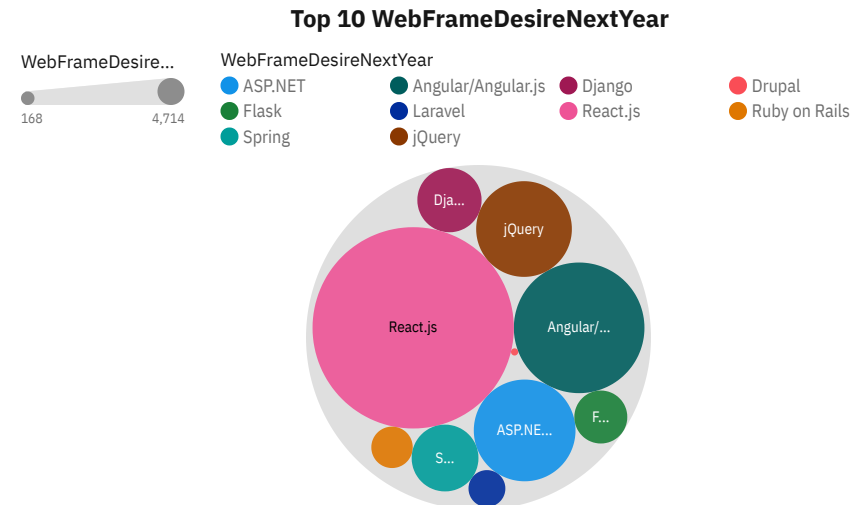 Top 10 WebFrameDesireNextYear
WebFrameDesire...
168 4,714
WebFrameDesireNextYear
ASP.NET Angular/Angular.js Django Drupal
Flask Laravel React.js Ruby on Rails
Spring jQuery
Dja...
jQuery
React.js
Angular/...
F...
ASP.NE...
S...